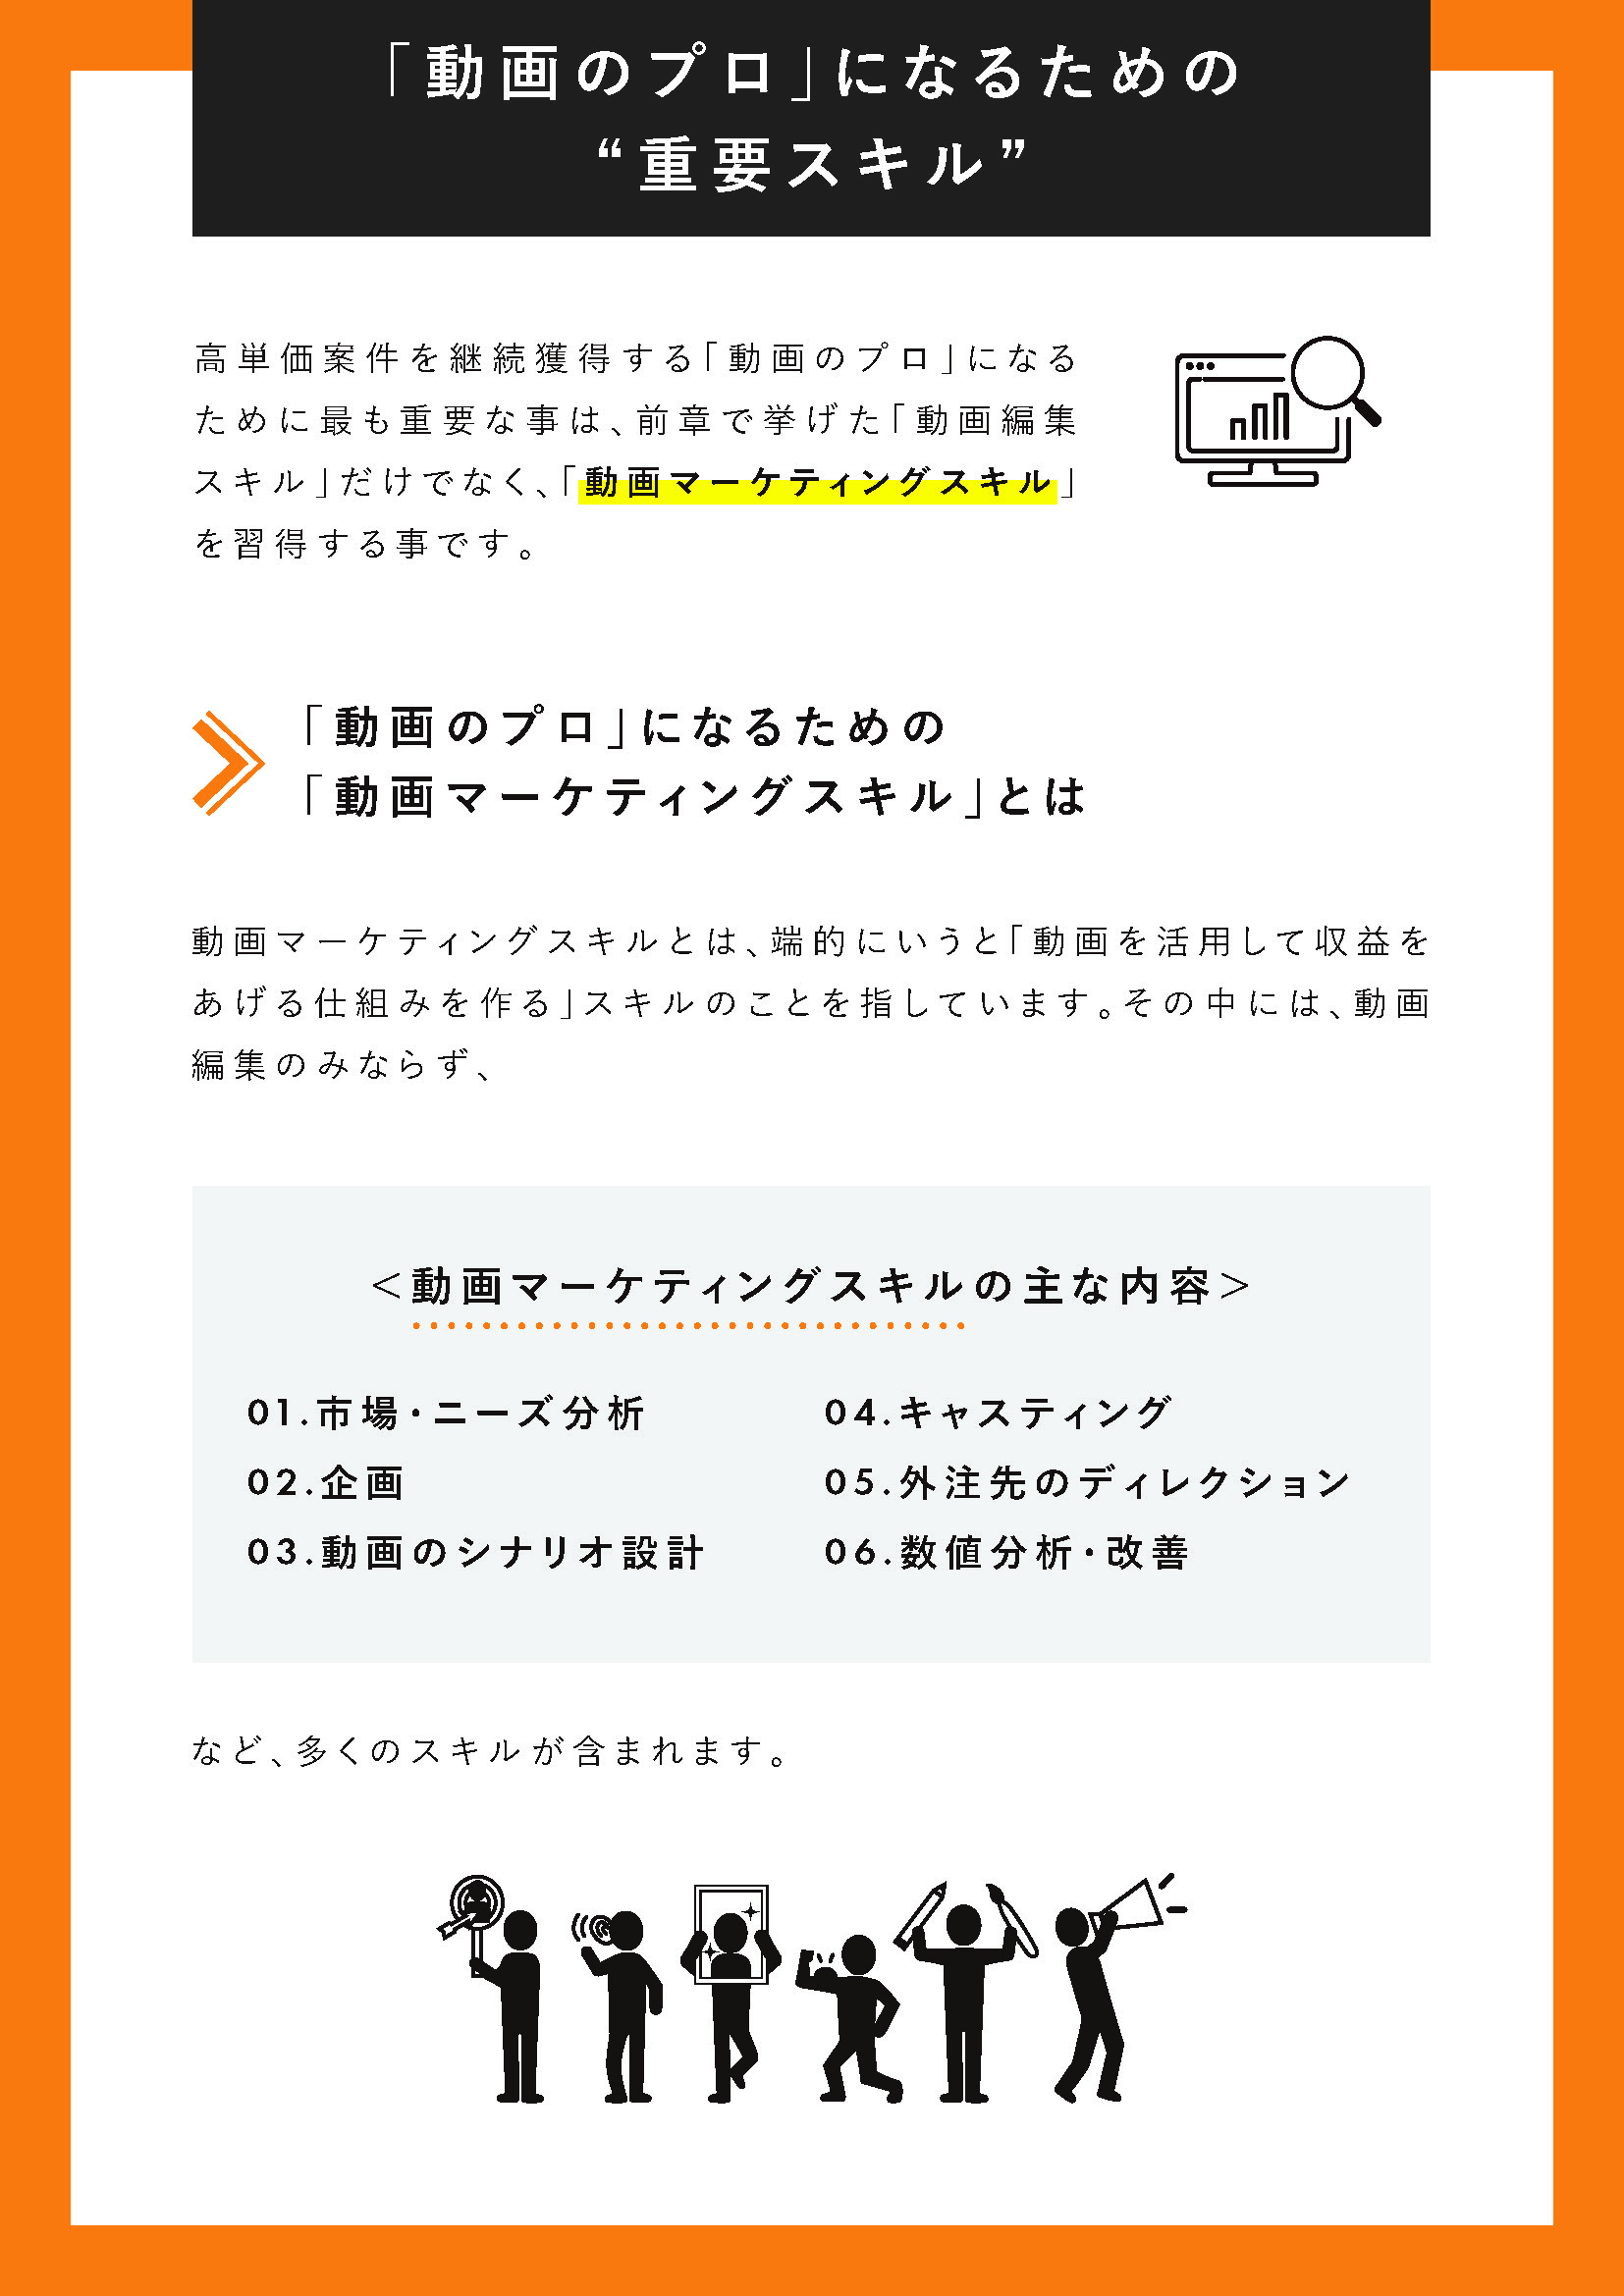 「動画のプロ」になるための
“重要スキル”
高単価案件を継続獲得する「動画のプロ」になる
ために最も重要な事は、前章で挙げた「動画編集
スキル」だけでなく、「動画マーケティングスキル」
を習得する事です。
「動画のプロ」になるための
「動画マーケティングスキル」とは
動画マーケティングスキルとは、端的にいうと「動画を活用して収益を
あげる仕組みを作る」スキルのことを指しています。その中には、動画
編集のみならず、
＜動画マーケティングスキルの主な内容＞
01.市場・ニーズ分析
02.企画
03.動画のシナリオ設計
04.キャスティング
05.外注先のディレクション
06.数値分析・改善
など、多くのスキルが含まれます。